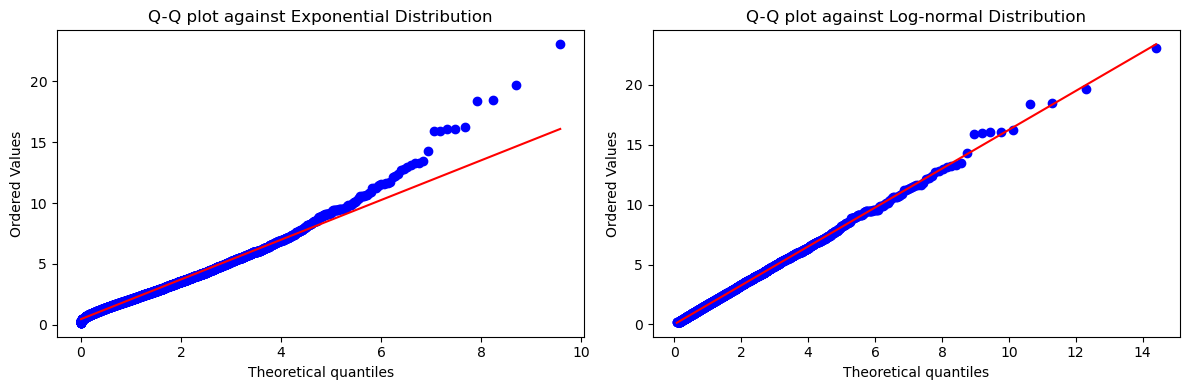 Q-Q plot against Exponential Distribution
Ordered Values
20
15
10
5
0
0 2 4 6 8 10
Theoretical quantiles
Q-Q plot against Log-normal Distribution
Ordered Values
20
15
10
5
0
0 2 4 6 8 10 12 14
Theoretical quantiles